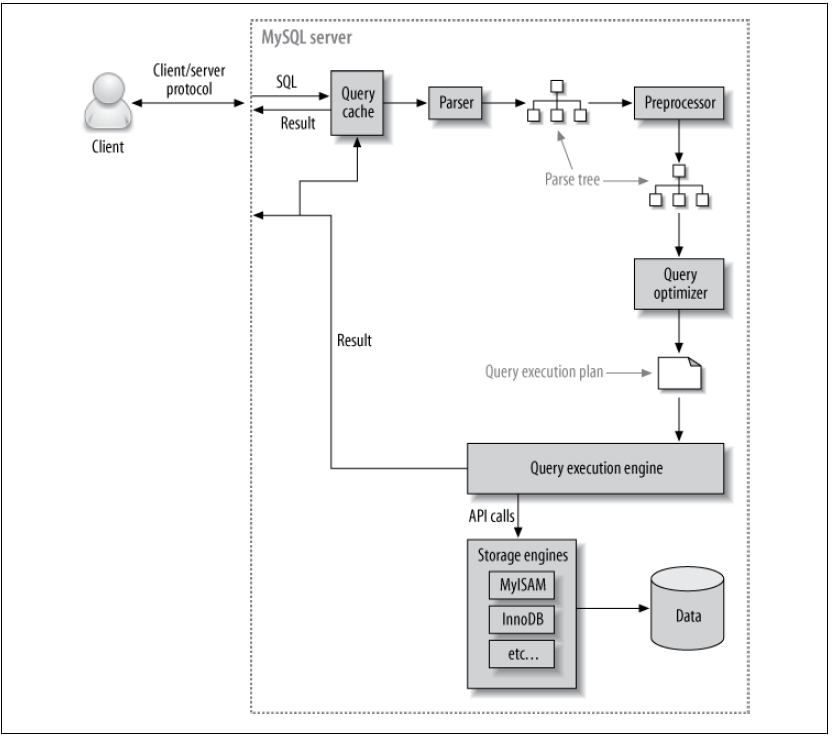 MySQL server
Client/server
protocol
SQL
Result
Query
cache
Parser
Preprocessor
Client
Parse tree
Query
optimizer
Result
Query execution plan
Query execution engine
API calls
Storage engines
MyISAM
InnoDB
etc...
Data